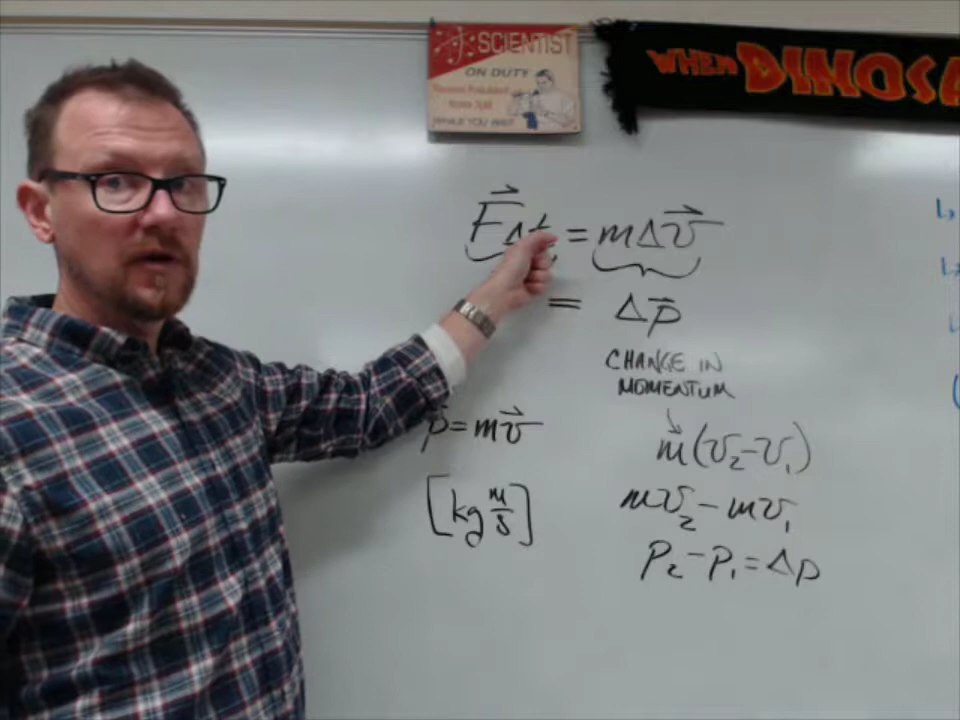 SCIENTIST
ON DUTY
WHILE YOU WAIT
WHEN DINOSA
F⃗Δt = mΔv⃗
= Δp⃗
CHANGE IN
MOMENTUM
p⃗ = mv⃗
m(v₂-v₁)
[kg m/s]
mv₂ - mv₁
P₂ - P₁ = Δp